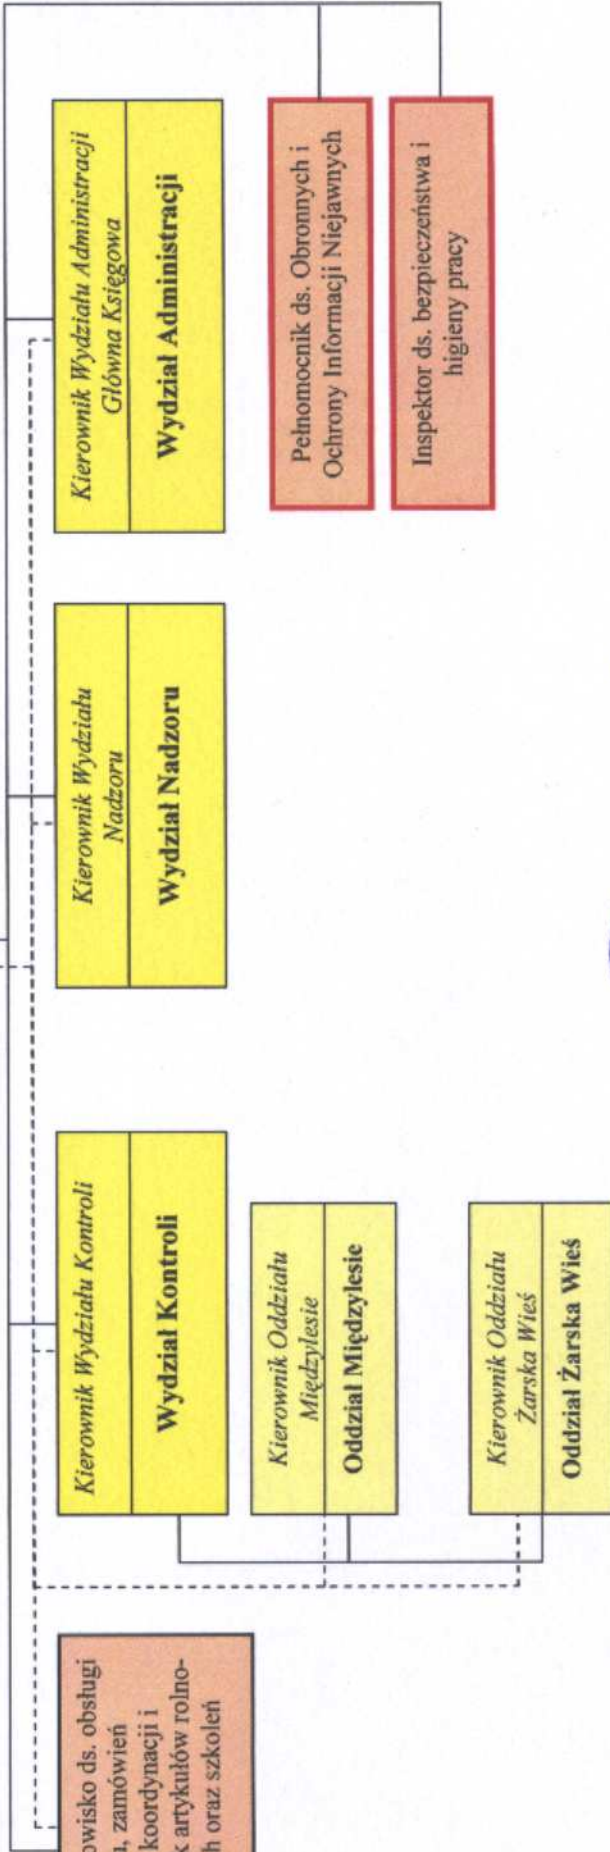 owisko ds. obsługi
, zamówień
koordynacji i
k artykułów rolno-
h oraz szkoleń
Kierownik Wydziału Kontroli
Wydział Kontroli
Kierownik Oddziału
Międzylesie
Oddział Międzylesie
Kierownik Oddziału
Żarska Wieś
Oddział Żarska Wieś
Kierownik Wydziału
Nadzoru
Wydział Nadzoru
Kierownik Wydziału Administracji
Główna Księgowa
Wydział Administracji
Pełnomocnik ds. Obronnych i
Ochrony Informacji Niejawnych
Inspektor ds. bezpieczeństwa i
higieny pracy